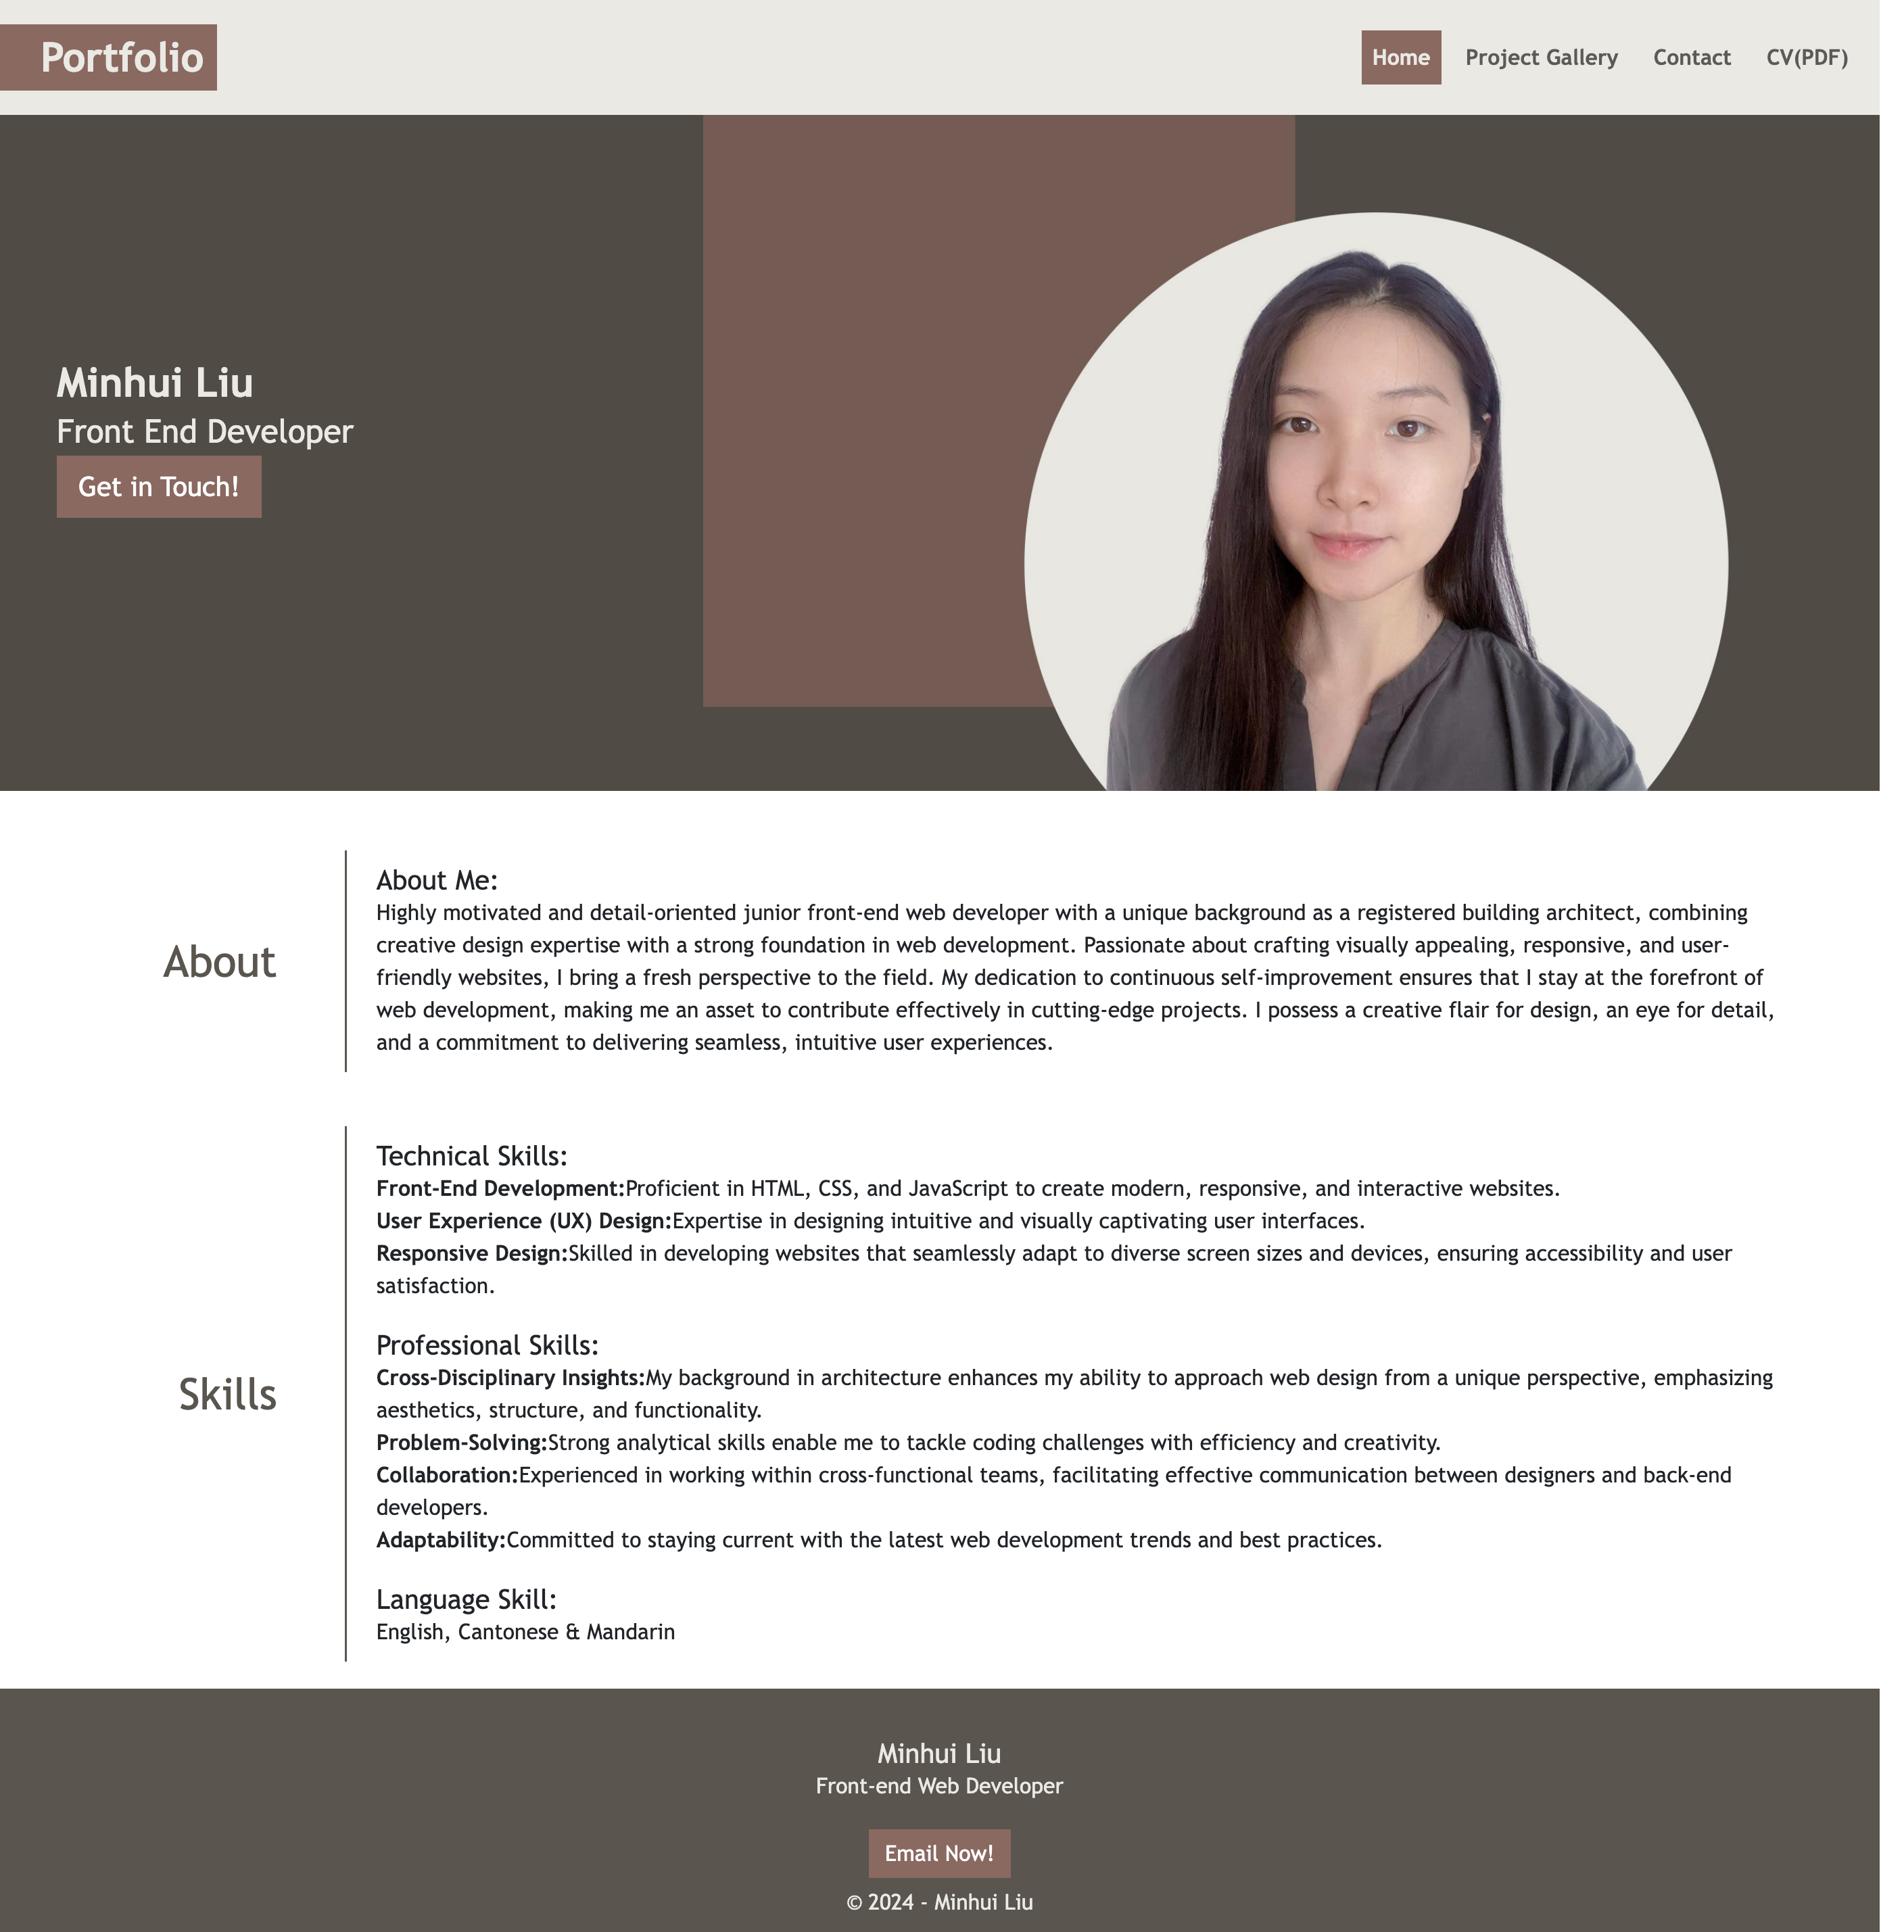 Portfolio
Home
Project Gallery
Contact
CV(PDF)
Minhui Liu
Front End Developer
Get in Touch!
About
About Me:
Highly motivated and detail-oriented junior front-end web developer with a unique background as a registered building architect, combining
creative design expertise with a strong foundation in web development. Passionate about crafting visually appealing, responsive, and user-
friendly websites, I bring a fresh perspective to the field. My dedication to continuous self-improvement ensures that I stay at the forefront of
web development, making me an asset to contribute effectively in cutting-edge projects. I possess a creative flair for design, an eye for detail,
and a commitment to delivering seamless, intuitive user experiences.
Skills
Technical Skills:
Front-End Development:Proficient in HTML, CSS, and JavaScript to create modern, responsive, and interactive websites.
User Experience (UX) Design:Expertise in designing intuitive and visually captivating user interfaces.
Responsive Design:Skilled in developing websites that seamlessly adapt to diverse screen sizes and devices, ensuring accessibility and user
satisfaction.
Professional Skills:
Cross-Disciplinary Insights:My background in architecture enhances my ability to approach web design from a unique perspective, emphasizing
aesthetics, structure, and functionality.
Problem-Solving:Strong analytical skills enable me to tackle coding challenges with efficiency and creativity.
Collaboration:Experienced in working within cross-functional teams, facilitating effective communication between designers and back-end
developers.
Adaptability:Committed to staying current with the latest web development trends and best practices.
Language Skill:
English, Cantonese & Mandarin
Minhui Liu
Front-end Web Developer
Email Now!
© 2024 - Minhui Liu